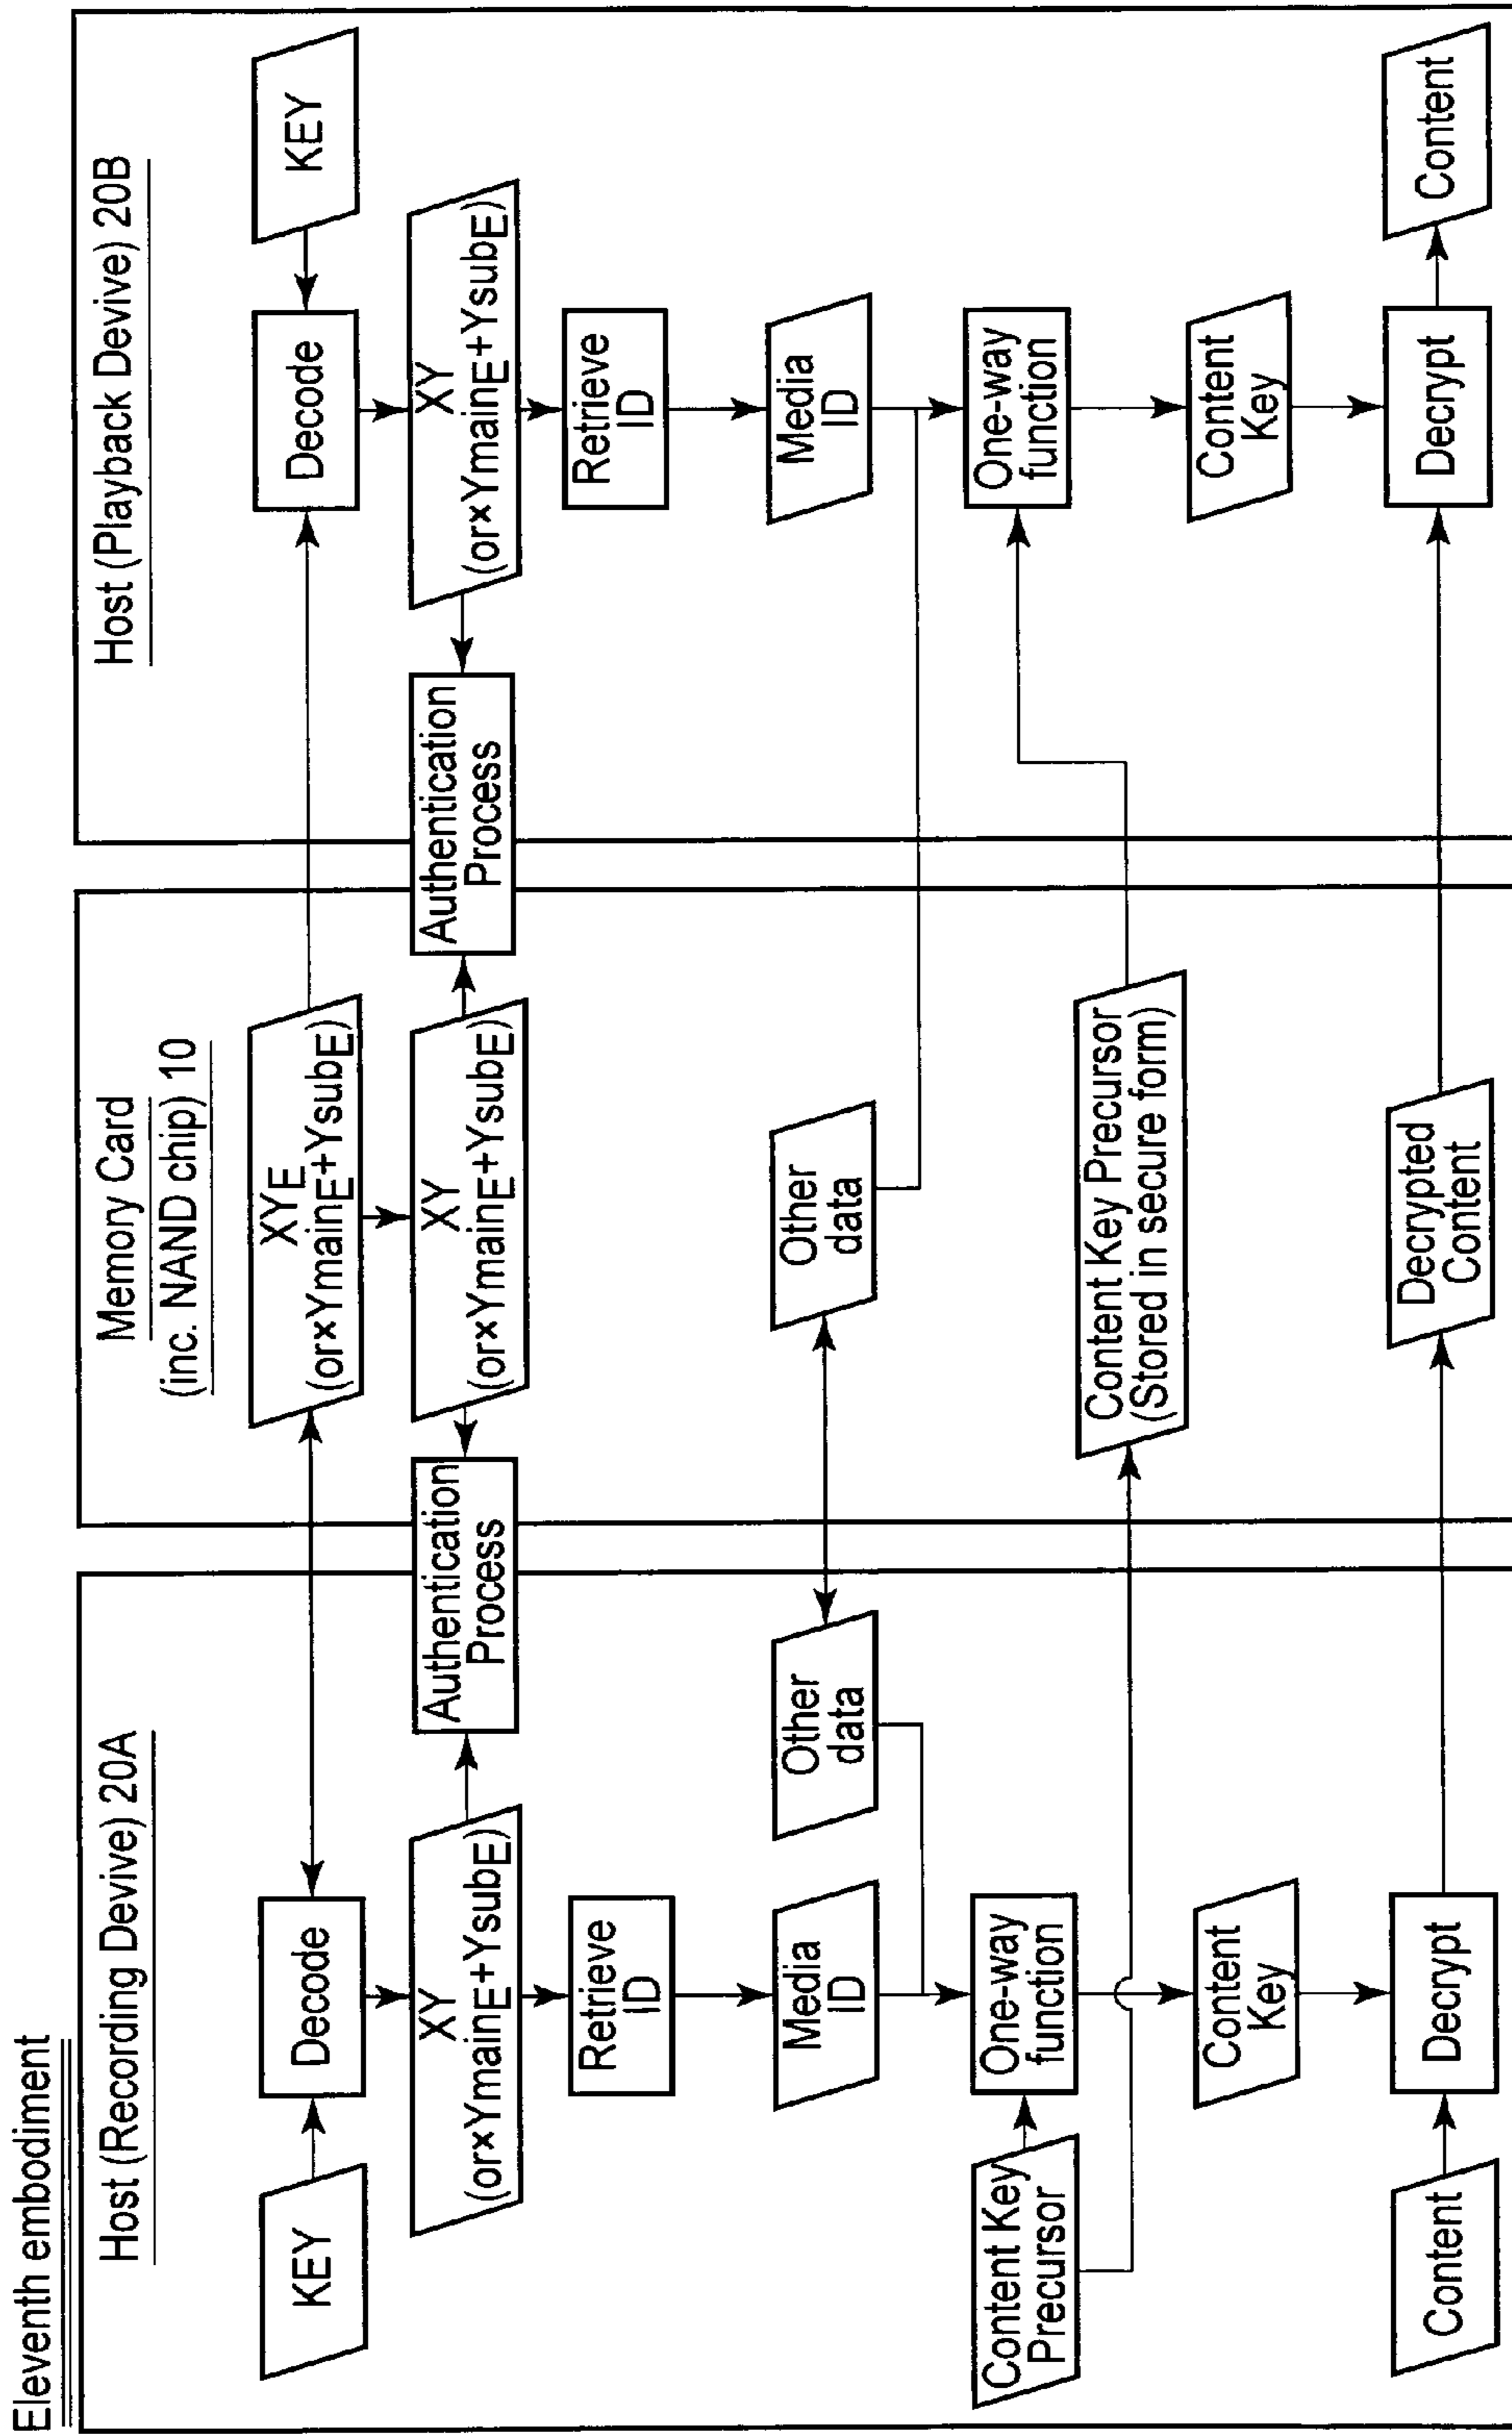 Eleventh embodiment
Host (Recording Devive) 20A
KEY
Decode
XY
(or×YmainE+YsubE)
Authentication
Process
Retrieve
ID
Media
ID
Other
data
Content Key
Precursor
One-way
function
Content
Key
Content
Decrypt
Memory Card
(inc. NAND chip) 10
XYE
(or×YmainE+YsubE)
XY
(or×YmainE+YsubE)
Other
data
Content Key Precursor
(Stored in secure form)
Decrypted
Content
Host (Playback Devive) 20B
Decode
KEY
Authentication
Process
XY
(or×YmainE+YsubE)
Retrieve
ID
Media
ID
One-way
function
Content
Key
Decrypt
Content